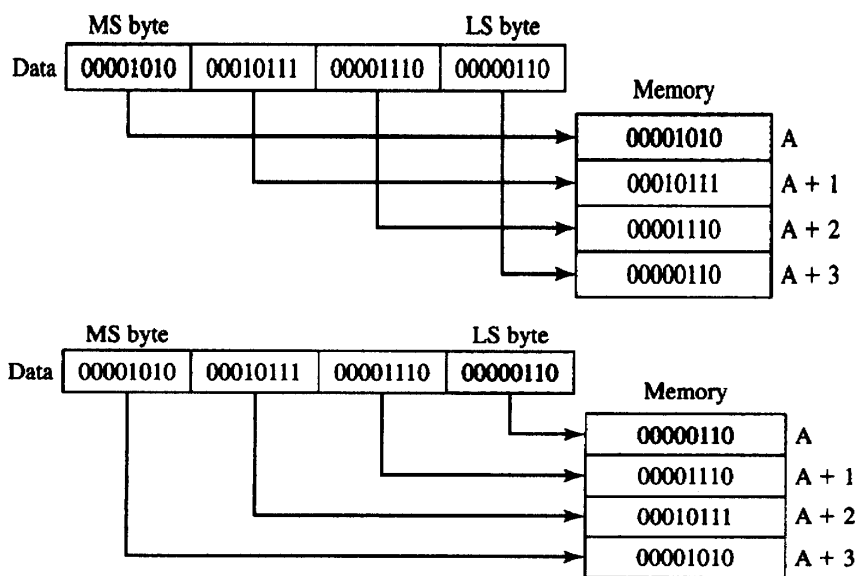 MS byte LS byte
Data 00001010 00010111 00001110 00000110
Memory
00001010 A
00010111 A + 1
00001110 A + 2
00000110 A + 3
MS byte LS byte
Data 00001010 00010111 00001110 00000110
Memory
00000110 A
00001110 A + 1
00010111 A + 2
00001010 A + 3